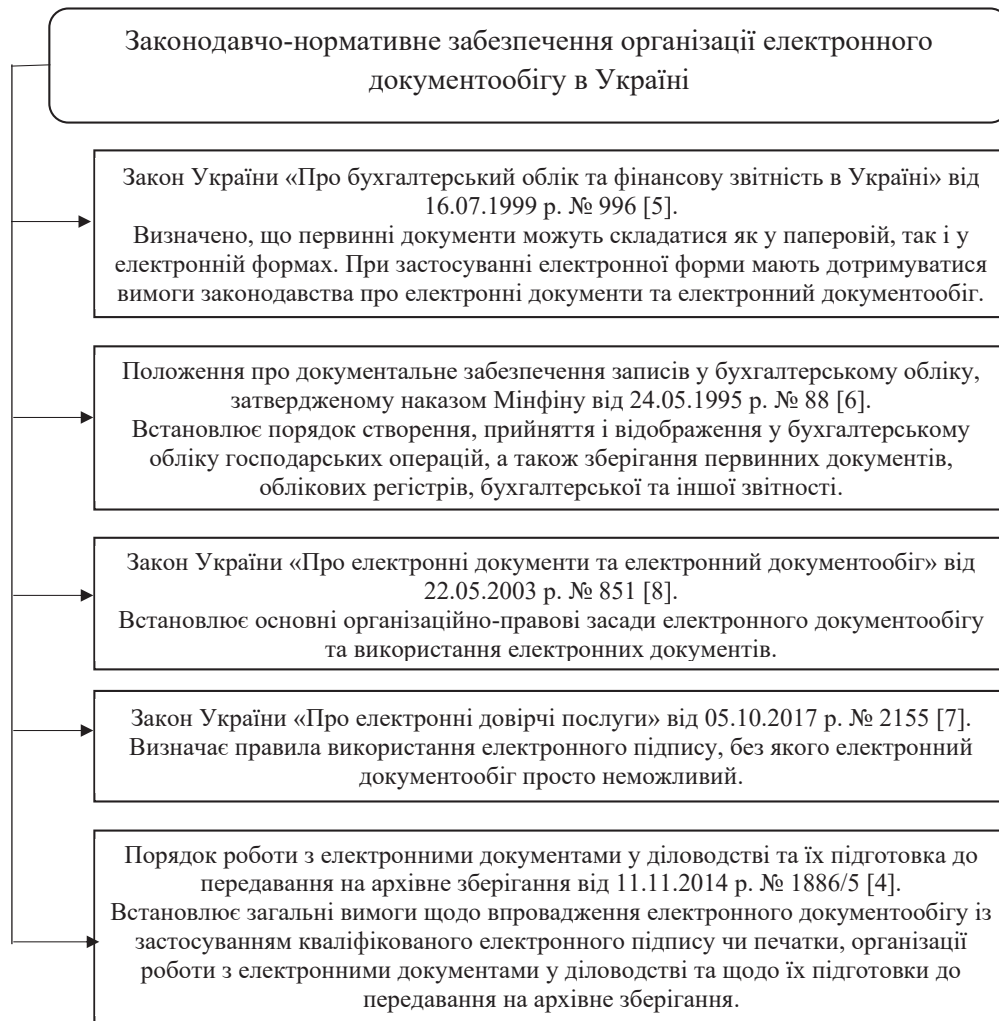 Законодавчо-нормативне забезпечення організації електронного
документообігу в Україні
Закон України «Про бухгалтерський облік та фінансову звітність в Україні» від
16.07.1999 р. № 996 [5].
Визначено, що первинні документи можуть складатися як у паперовій, так і у
електронній формах. При застосуванні електронної форми мають дотримуватися
вимоги законодавства про електронні документи та електронний документообіг.
Положення про документальне забезпечення записів у бухгалтерському обліку,
затвердженому наказом Мінфіну від 24.05.1995 р. № 88 [6].
Встановлює порядок створення, прийняття і відображення у бухгалтерському
обліку господарських операцій, а також зберігання первинних документів,
облікових регістрів, бухгалтерської та іншої звітності.
Закон України «Про електронні документи та електронний документообіг» від
22.05.2003 р. № 851 [8].
Встановлює основні організаційно-правові засади електронного документообігу
та використання електронних документів.
Закон України «Про електронні довірчі послуги» від 05.10.2017 р. № 2155 [7].
Визначає правила використання електронного підпису, без якого електронний
документообіг просто неможливий.
Порядок роботи з електронними документами у діловодстві та їх підготовка до
передавання на архівне зберігання від 11.11.2014 р. № 1886/5 [4].
Встановлює загальні вимоги щодо впровадження електронного документообігу із
застосуванням кваліфікованого електронного підпису чи печатки, організації
роботи з електронними документами у діловодстві та щодо їх підготовки до
передавання на архівне зберігання.